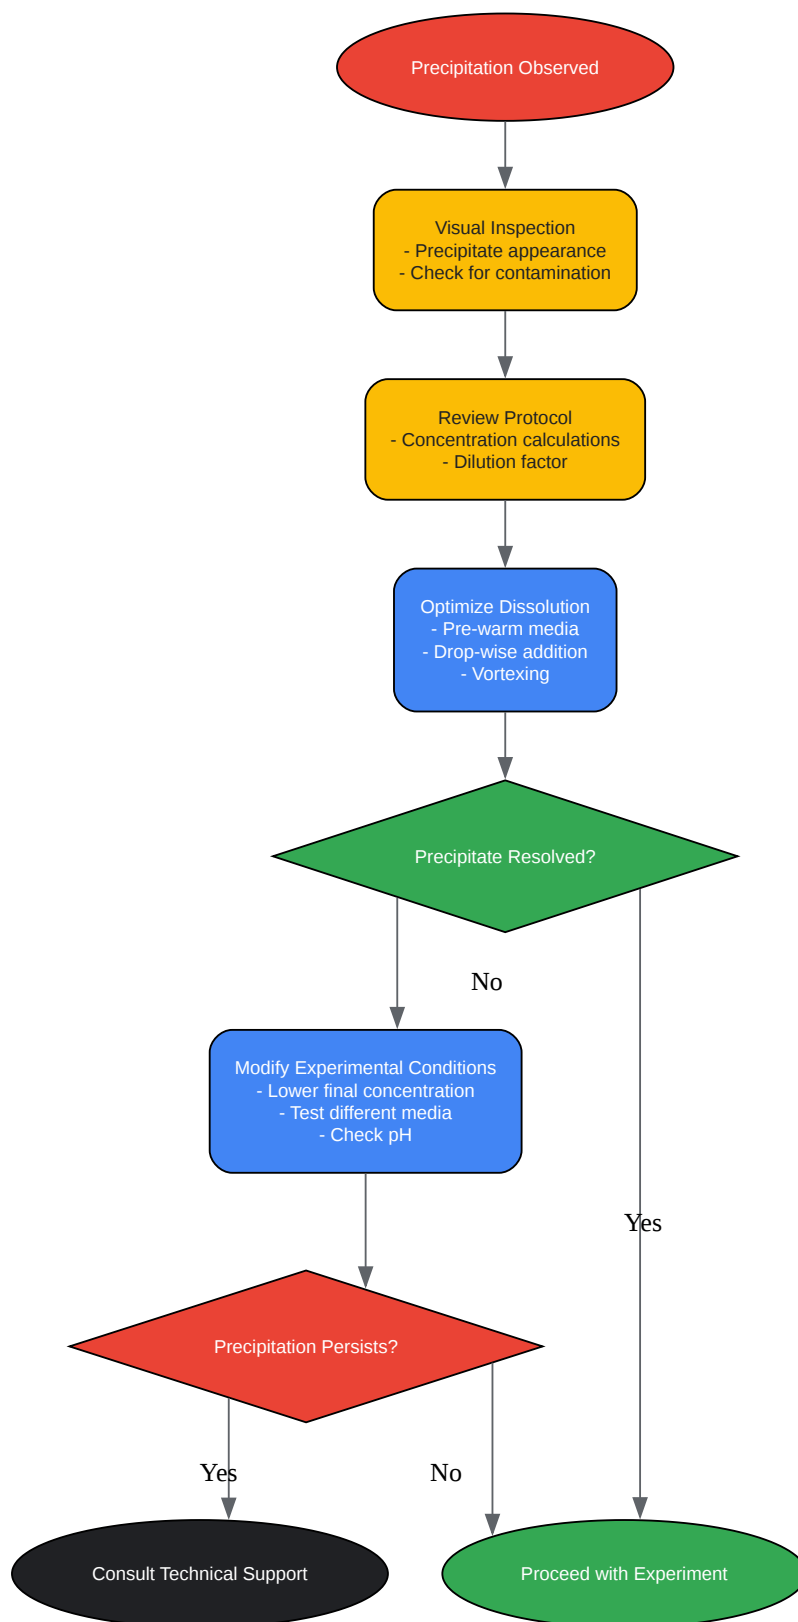 Precipitation Observed
Visual Inspection
- Precipitate appearance
- Check for contamination
Review Protocol
- Concentration calculations
- Dilution factor
Optimize Dissolution
- Pre-warm media
- Drop-wise addition
- Vortexing
Precipitate Resolved?
No
Modify Experimental Conditions
- Lower final concentration
- Test different media
- Check pH
Yes
Precipitation Persists?
Yes
No
Consult Technical Support
Proceed with Experiment